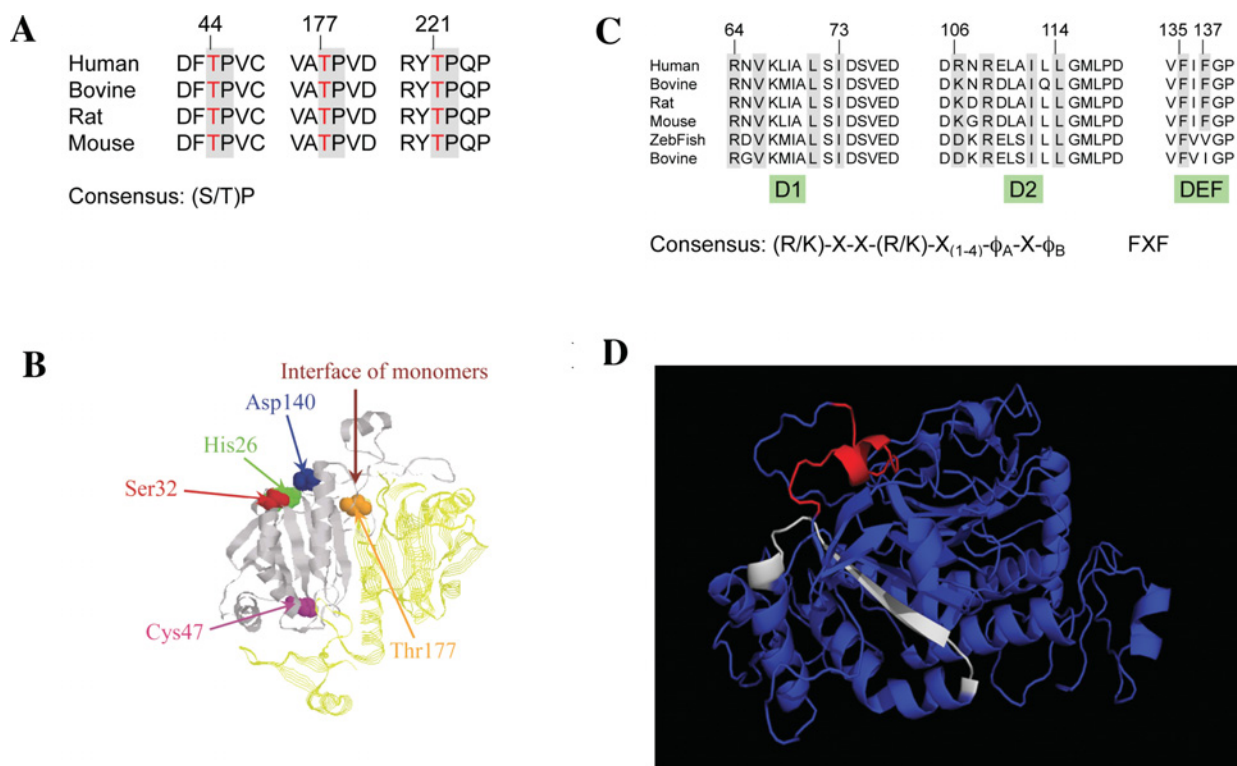 A
44 177 221
Human DFTPVC VATPVD RYTPQP
Bovine DFTPVC VATPVD RYTPQP
Rat DFTPVC VATPVD RYTPQP
Mouse DFTPVC VATPVD RYTPQP
Consensus: (S/T)P
C
64 73 106 114 135 137
Human RNVKLIALSIDSVED DRNRELAILLGMLPD VFIFGP
Bovine RNVKMIALSIDSVED DKNRDLAIQLGMLPD VFIFGP
Rat RNVKLIALSIDSVED DKDRDLAILLGMLPD VFIFGP
Mouse RNVKLIALSIDSVED DKGRDLAILLGMLPD VFIFGP
ZebFish RDVKMIALSIDSVED DDKRELSILLGMLPD VFVVGP
Bovine RGVKMIALSIDSVED DDKRELSILLGMLPD VFVIGP
D1 D2 DEF
Consensus: (R/K)-X-X-(R/K)-X(1-4)-ϕA-X-ϕB FXF
B
Interface of monomers
Asp140
His26
Ser32
Cys47
Thr177
D